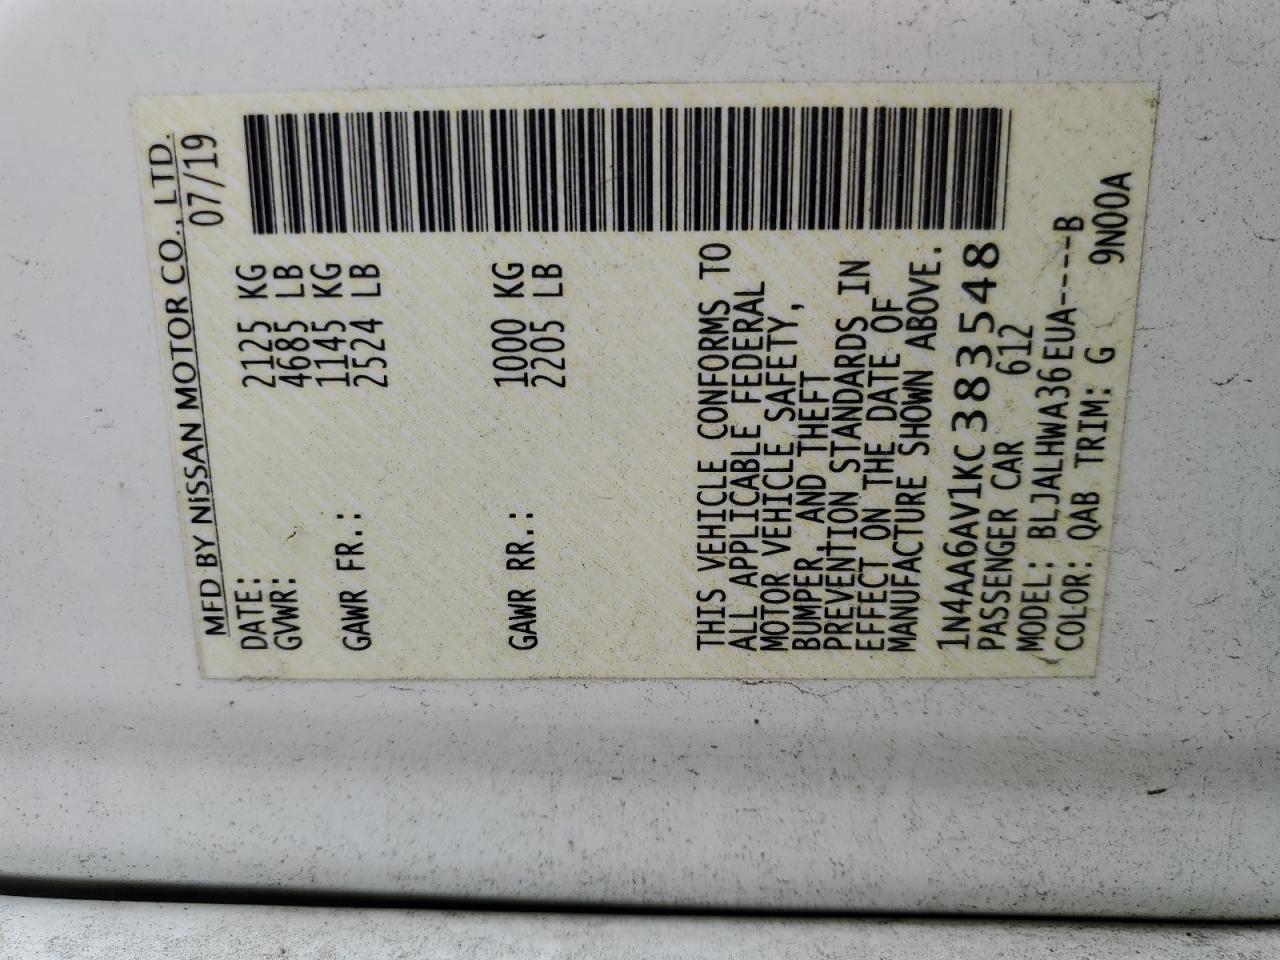 MFD BY NISSAN MOTOR CO., LTD.
DATE: 07/19
GVWR: 2125 KG
4685 LB
GAWR FR.: 1145 KG
2524 LB
GAWR RR.: 1000 KG
2205 LB
THIS VEHICLE CONFORMS TO
ALL APPLICABLE FEDERAL
MOTOR VEHICLE SAFETY,
BUMPER, AND THEFT
PREVENTION STANDARDS IN
EFFECT ON THE DATE OF
MANUFACTURE SHOWN ABOVE.
1N4AA6AV1KC383548
PASSENGER CAR 612
MODEL: BLJALHWA36EUA----B
COLOR: QAB TRIM: G 9N00A